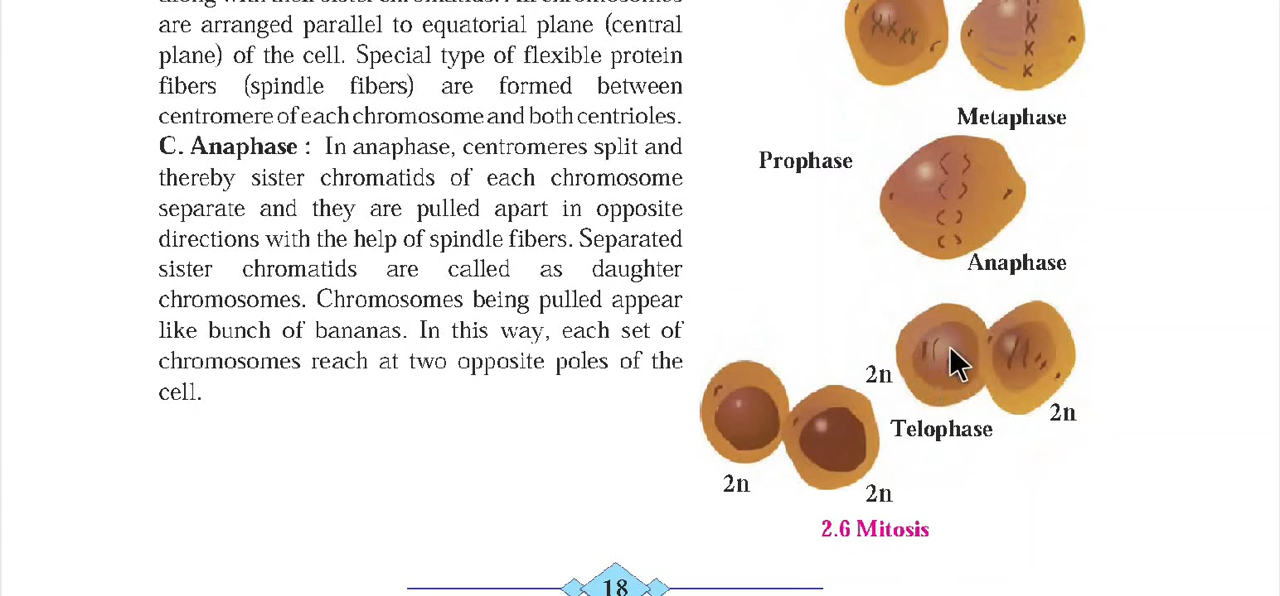 are arranged parallel to equatorial plane (central
plane) of the cell. Special type of flexible protein
fibers (spindle fibers) are formed between
centromere of each chromosome and both centrioles.
C. Anaphase : In anaphase, centromeres split and
thereby sister chromatids of each chromosome
separate and they are pulled apart in opposite
directions with the help of spindle fibers. Separated
sister chromatids are called as daughter
chromosomes. Chromosomes being pulled appear
like bunch of bananas. In this way, each set of
chromosomes reach at two opposite poles of the
cell.
Metaphase
Prophase
Anaphase
2n
2n
Telophase
2n
2n
2.6 Mitosis
18